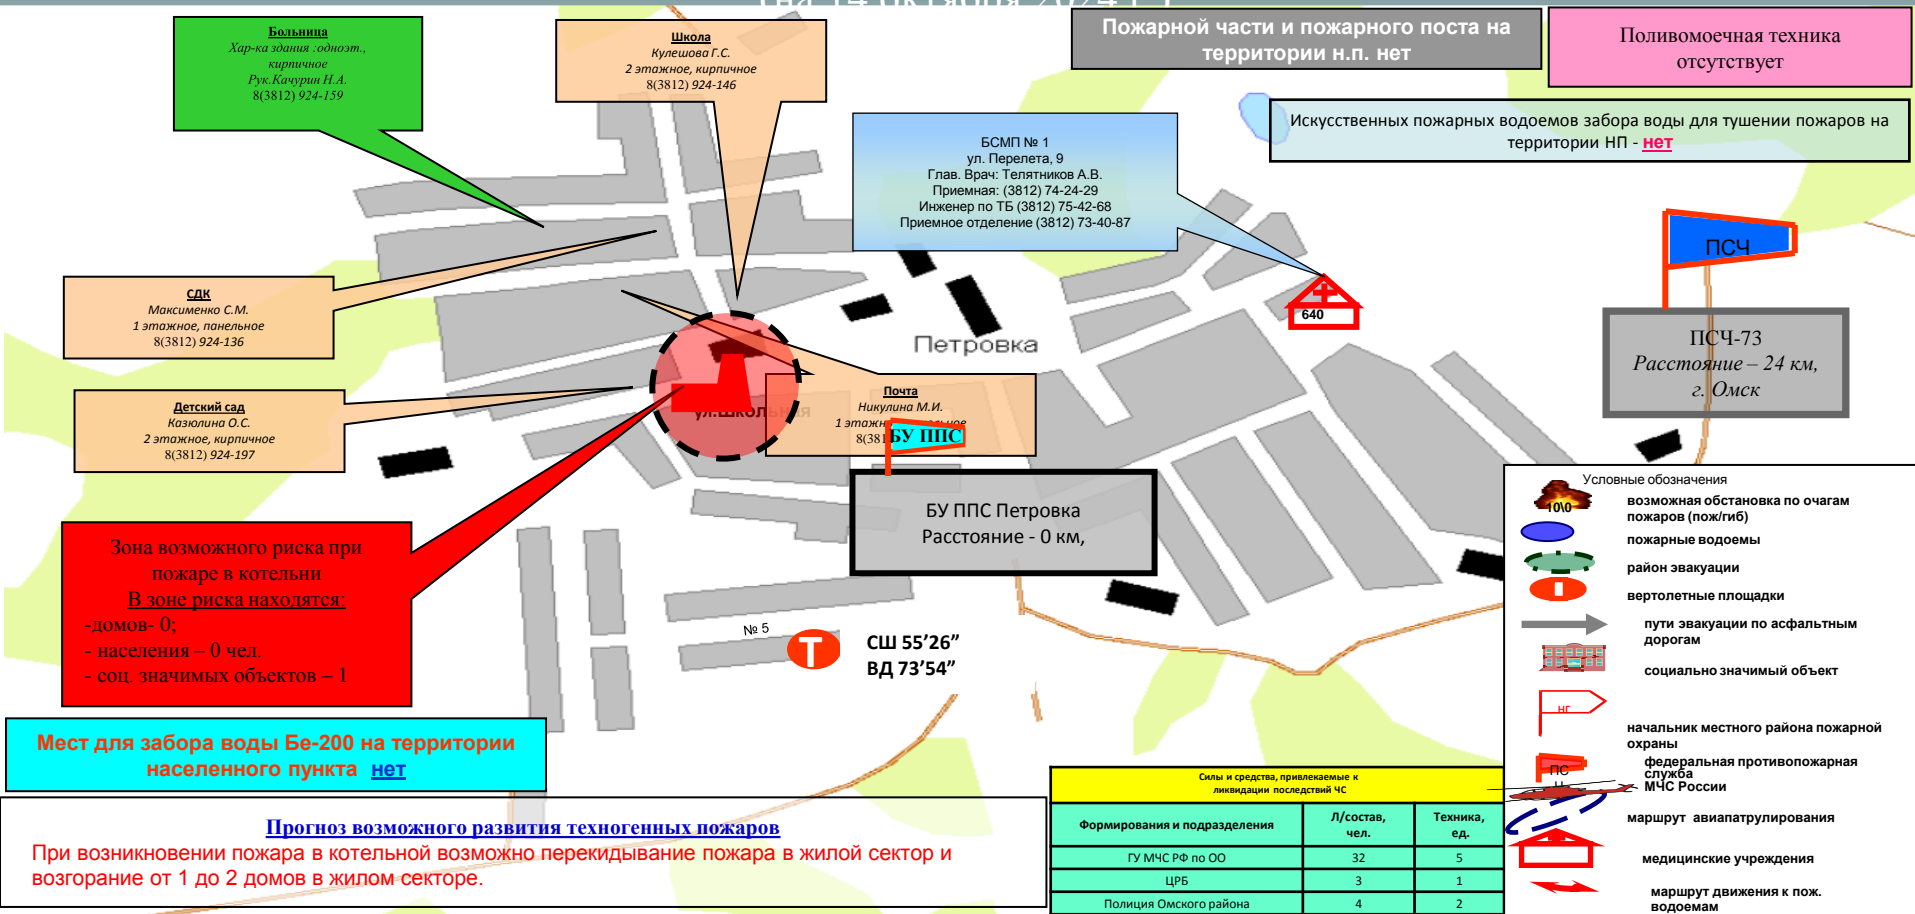 (на 14 октября 2024 г.)
Больница
Хар-ка здания :одноэт.,
кирпичное
Рук.Качурин Н.А.
8(3812) 924-159
Школа
Кулешова Г.С.
2 этажное, кирпичное
8(3812) 924-146
Пожарной части и пожарного поста на
территории н.п. нет
Поливомоечная техника
отсутствует
Искусственных пожарных водоемов забора воды для тушении пожаров на
территории НП - нет
БСМП № 1
ул. Перелета, 9
Глав. Врач: Телятников А.В.
Приемная: (3812) 74-24-29
Инженер по ТБ (3812) 75-42-68
Приемное отделение (3812) 73-40-87
ПСЧ
СДК
Максименко С.М.
1 этажное, панельное
8(3812) 924-136
640
Петровка
ПСЧ-73
Расстояние – 24 км,
г. Омск
Детский сад
Казюлина О.С.
2 этажное, кирпичное
8(3812) 924-197
ул.Школьная
Почта
Никулина М.И.
1 этажн
8(381
БУ ППС
БУ ППС Петровка
Расстояние - 0 км,
Зона возможного риска при
пожаре в котельни
В зоне риска находятся:
-домов- 0;
- населения – 0 чел.
- соц. значимых объектов – 1
№ 5
Т
СШ 55’26”
ВД 73’54”
Мест для забора воды Бе-200 на территории
населенного пункта нет
Прогноз возможного развития техногенных пожаров
При возникновении пожара в котельной возможно перекидывание пожара в жилой сектор и
возгорание от 1 до 2 домов в жилом секторе.
Силы и средства, привлекаемые к
ликвидации последствий ЧС
Формирования и подразделения
Л/состав,
чел.
Техника,
ед.
ГУ МЧС РФ по ОО 32 5
ЦРБ 3 1
Полиция Омского района 4 2
Условные обозначения
10\0
возможная обстановка по очагам
пожаров (пож/гиб)
пожарные водоемы
район эвакуации
вертолетные площадки
пути эвакуации по асфальтным
дорогам
социально значимый объект
НГ
начальник местного района пожарной
охраны
ПС
Ч
федеральная противопожарная
служба
МЧС России
маршрут авиапатрулирования
медицинские учреждения
маршрут движения к пож.
водоемам